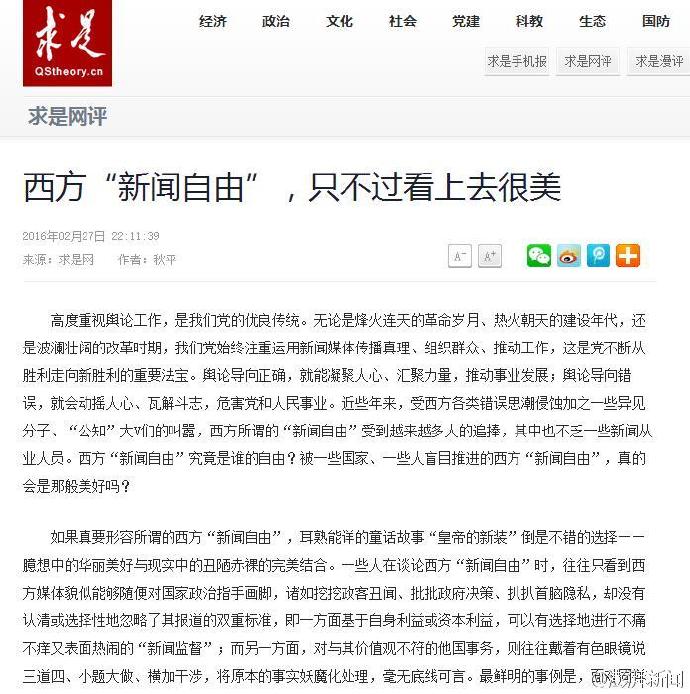 求是
QStheory.cn
经济 政治 文化 社会 党建 科教 生态 国防
求是手机报 求是网评 求是漫评
求是网评
西方“新闻自由”，只不过看上去很美
2016年02月27日 22:11:39
来源：求是网 作者：秋平
A- A+
高度重视舆论工作，是我们党的优良传统。无论是烽火连天的革命岁月、热火朝天的建设年代，还
是波澜壮阔的改革时期，我们党始终注重运用新闻媒体传播真理、组织群众、推动工作，这是党不断从
胜利走向新胜利的重要法宝。舆论导向正确，就能凝聚人心、汇聚力量，推动事业发展；舆论导向错
误，就会动摇人心、瓦解斗志，危害党和人民事业。近些年来，受西方各类错误思潮侵蚀加之一些异见
分子、“公知”大V们的叫嚣，西方所谓的“新闻自由”受到越来越多人的追捧，其中也不乏一些新闻从
业人员。西方“新闻自由”究竟是谁的自由？被一些国家、一些人盲目推进的西方“新闻自由”，真的
会是那般美好吗？
如果真要形容所谓的西方“新闻自由”，耳熟能详的童话故事“皇帝的新装”倒是不错的选择——
臆想中的华丽美好与现实中的丑陋赤裸的完美结合。一些人在谈论西方“新闻自由”时，往往只看到西
方媒体貌似能够随便对国家政治指手画脚，诸如挖挖政客丑闻、批批政府决策、扒扒首脑隐私，却没有
认清或选择性地忽略了其报道的双重标准，即一方面基于自身利益或资本利益，可以有选择地进行不痛
不痒又表面热闹的“新闻监督”；而另一方面，对与其价值观不符的他国事务，则往往戴着有色眼镜说
三道四、小题大做、横加干涉，将原本的事实妖魔化处理，毫无底线可言。最鲜明的事例是，
新闻